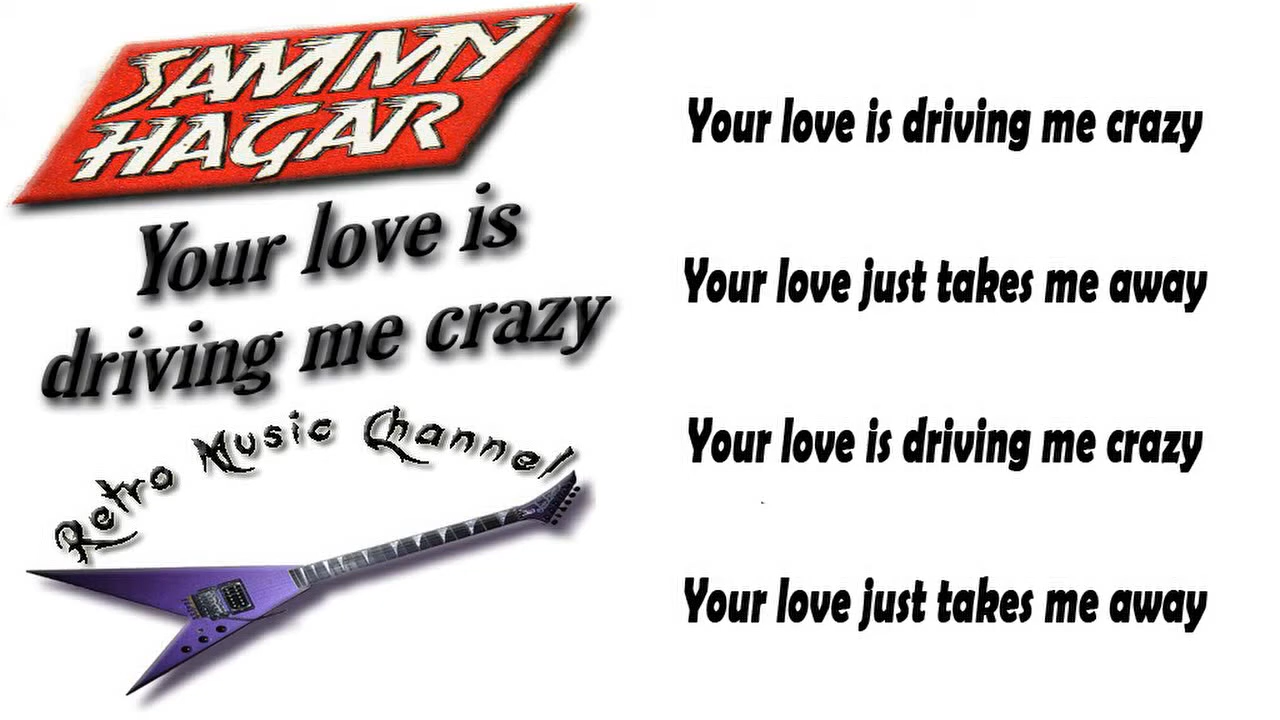 SAMMY
HAGAR
Your love is
driving me crazy
Retro Music Channel
Your love is driving me crazy
Your love just takes me away
Your love is driving me crazy
Your love just takes me away